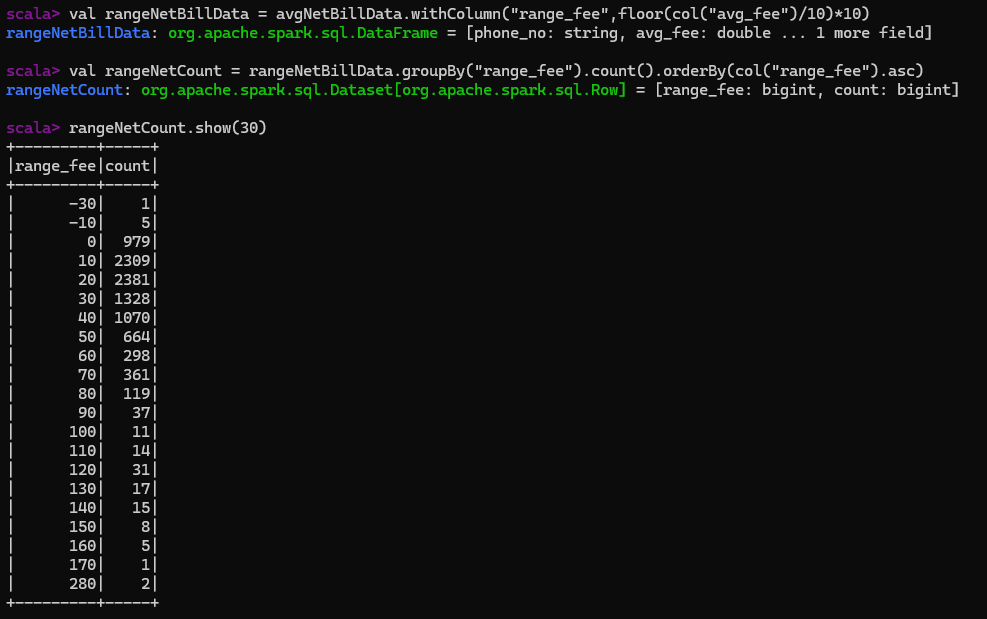 scala> val rangeNetBillData = avgNetBillData.withColumn("range_fee",floor(col("avg_fee")/10)*10)
rangeNetBillData: org.apache.spark.sql.DataFrame = [phone_no: string, avg_fee: double ... 1 more field]
scala> val rangeNetCount = rangeNetBillData.groupBy("range_fee").count().orderBy(col("range_fee").asc)
rangeNetCount: org.apache.spark.sql.Dataset[org.apache.spark.sql.Row] = [range_fee: bigint, count: bigint]
scala> rangeNetCount.show(30)
+---------+-----+
|range_fee|count|
+---------+-----+
|      -30|    1|
|      -10|    5|
|        0|  979|
|       10| 2309|
|       20| 2381|
|       30| 1328|
|       40| 1070|
|       50|  664|
|       60|  298|
|       70|  361|
|       80|  119|
|       90|   37|
|      100|   11|
|      110|   14|
|      120|   31|
|      130|   17|
|      140|   15|
|      150|    8|
|      160|    5|
|      170|    1|
|      280|    2|
+---------+-----+